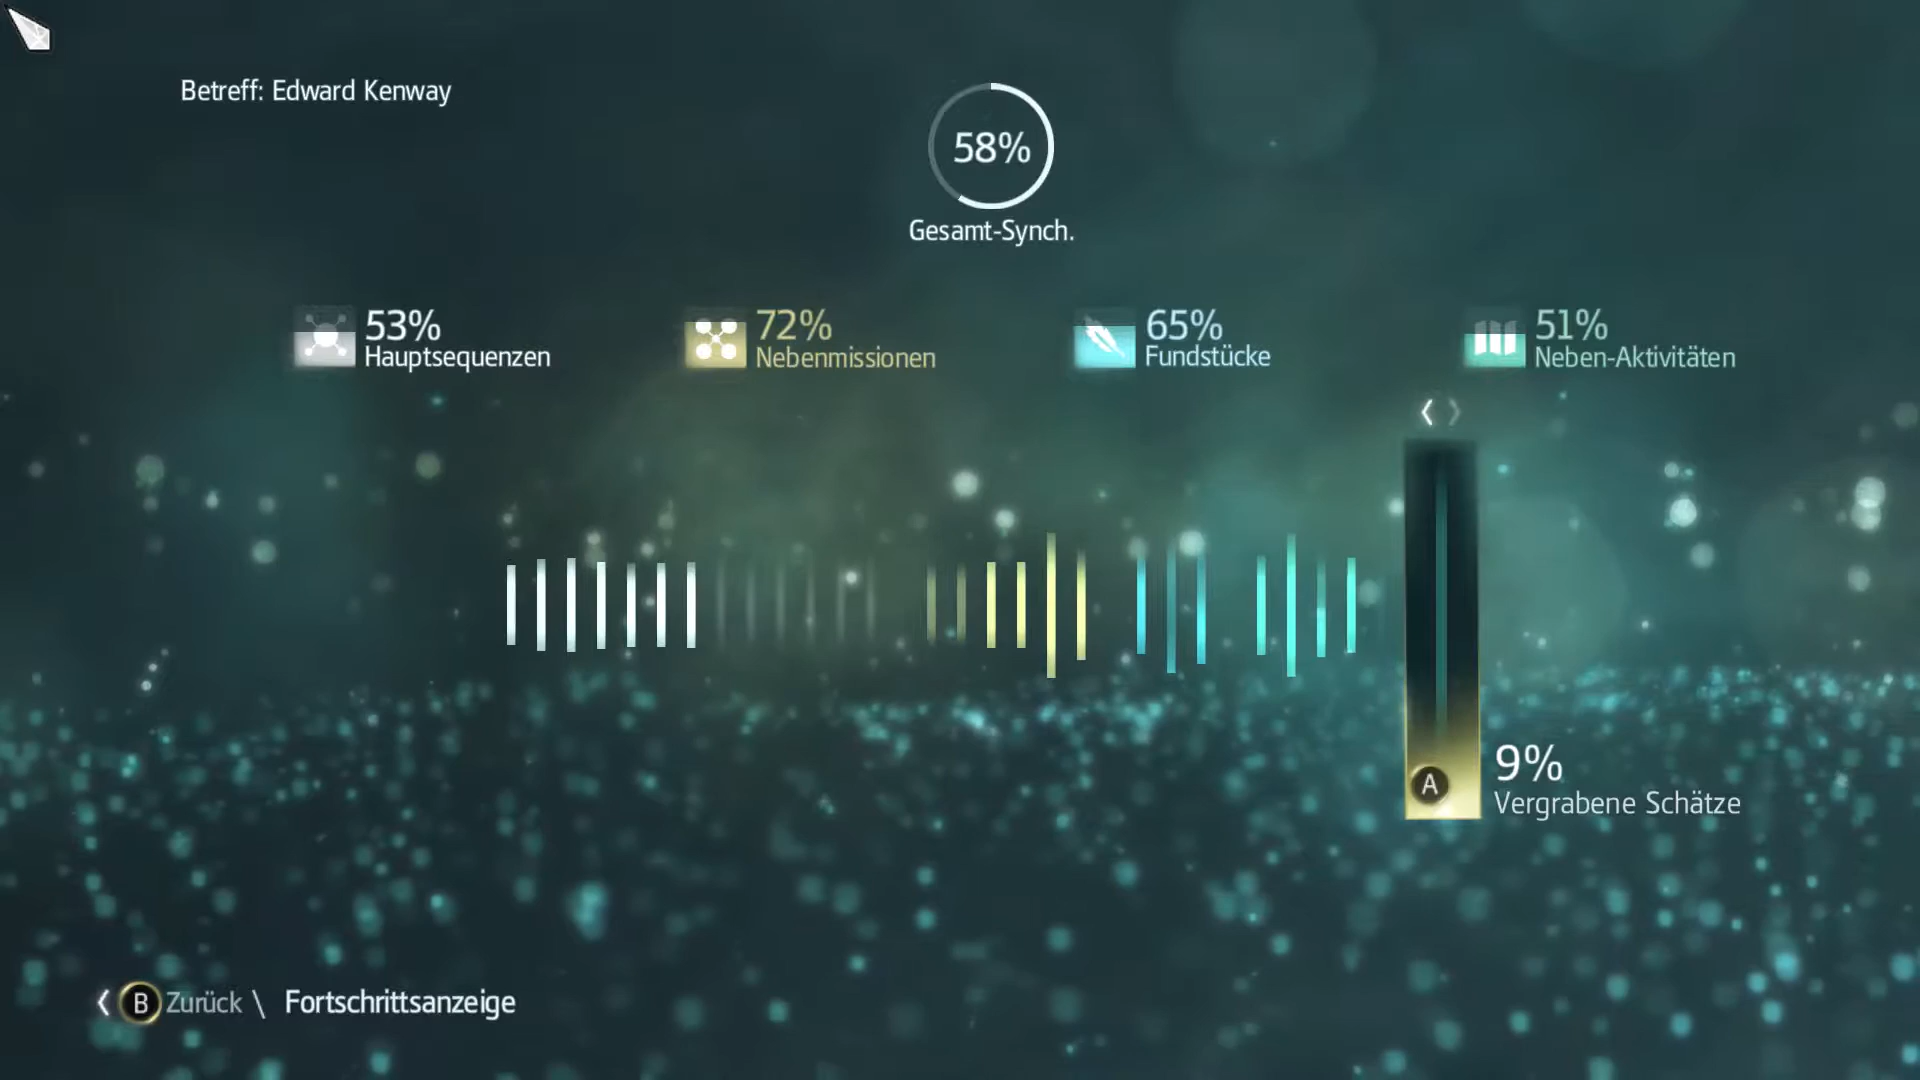 Betreff: Edward Kenway
58%
Gesamt-Synch.
53%
Hauptsequenzen
72%
Nebenmissionen
65%
Fundstücke
51%
Neben-Aktivitäten
9%
A
Vergrabene Schätze
B Zurück \ Fortschrittsanzeige